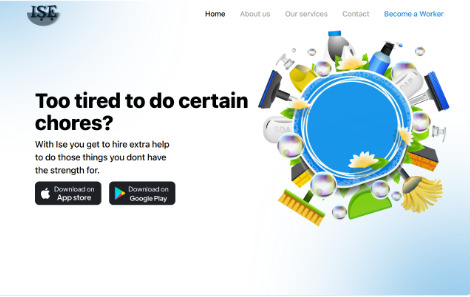 ISE
Home About us Our services Contact Become a Worker
Too tired to do certain
chores?
With Ise you get to hire extra help
to do those things you dont have
the strength for.
Download on
App store
Download on
Google Play
SOAP